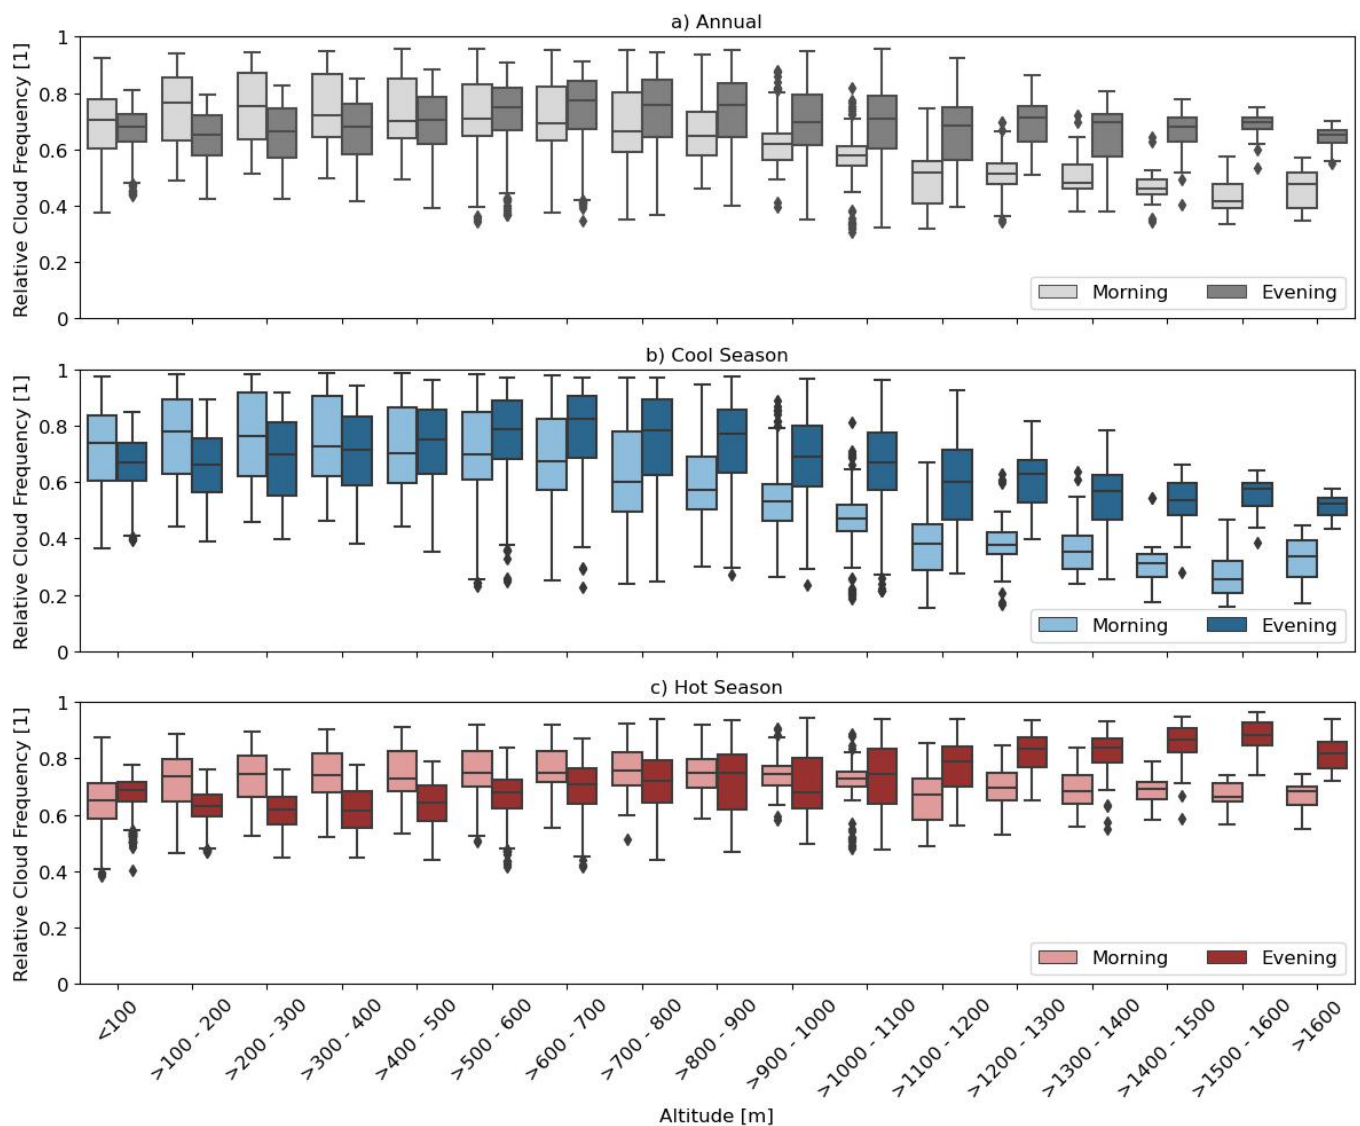 a) Annual
Relative Cloud Frequency [1]
1
0.8
0.6
0.4
0.2
0
Morning
Evening
b) Cool Season
Relative Cloud Frequency [1]
1
0.8
0.6
0.4
0.2
0
Morning
Evening
c) Hot Season
Relative Cloud Frequency [1]
1
0.8
0.6
0.4
0.2
0
Morning
Evening
<100
>100 - 200
>200 - 300
>300 - 400
>400 - 500
>500 - 600
>600 - 700
>700 - 800
>800 - 900
>900 - 1000
>1000 - 1100
>1100 - 1200
>1200 - 1300
>1300 - 1400
>1400 - 1500
>1500 - 1600
>1600
Altitude [m]